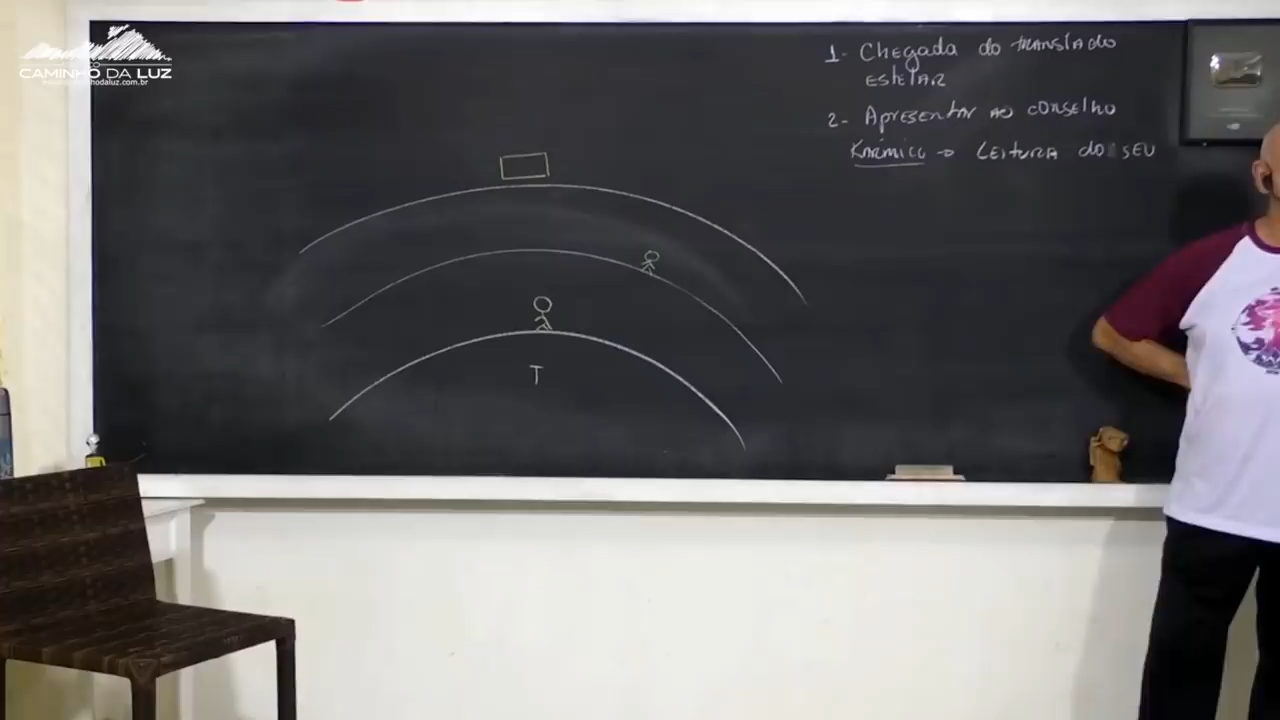 CAMINHO DA LUZ
1- Chegada do translado
estelar
2- Apresentar ao conselho
Kármico → Leitura do seu
T